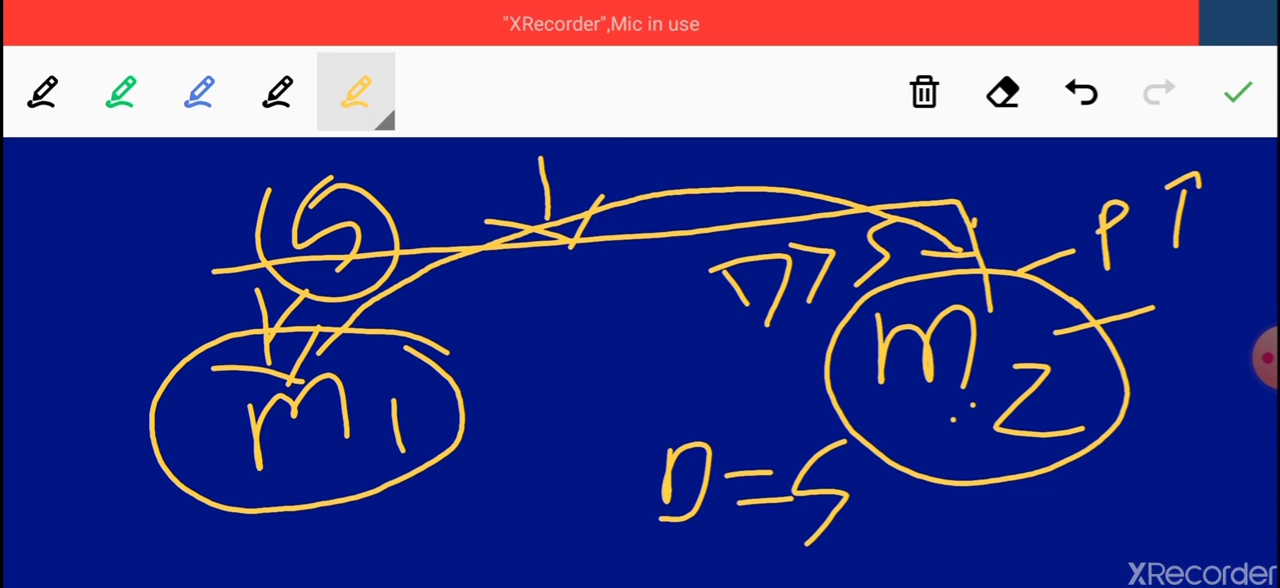 "XRecorder",Mic in use
S
P ↑
m1
m2
D=S
XRecorder